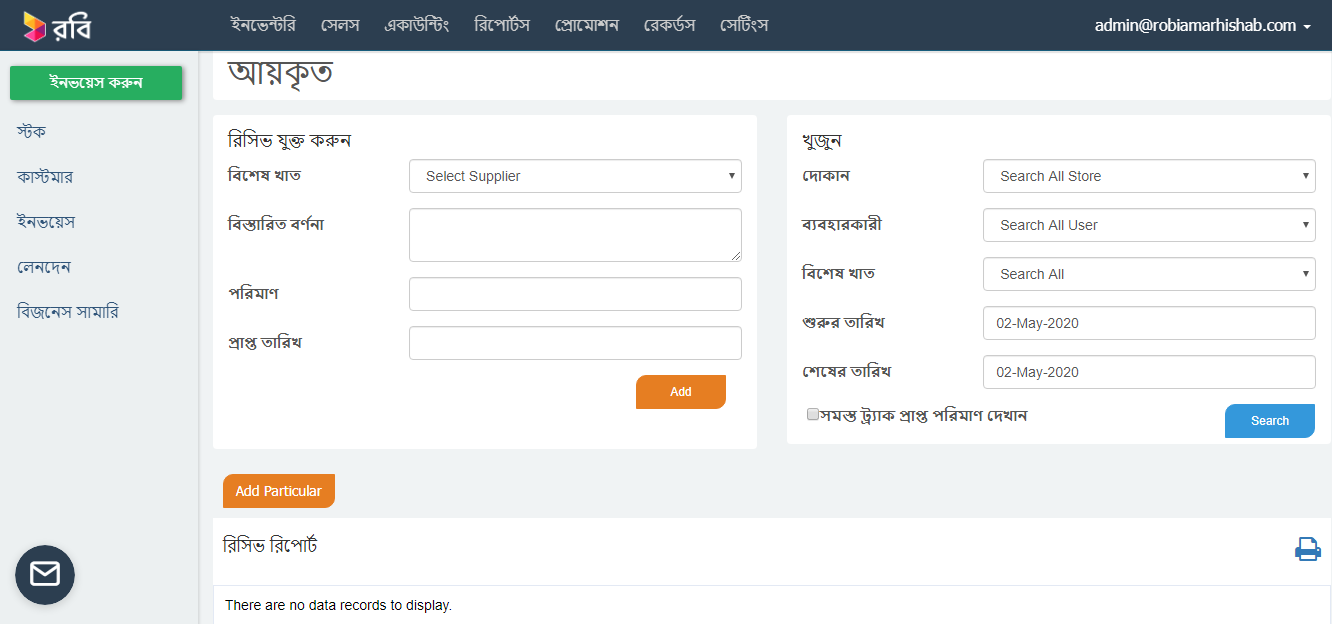 রবি
ইনভেন্টরি সেলস একাউন্টিং রিপোর্টস প্রোমোশন রেকর্ডস সেটিংস
admin@robiamarhishab.com
ইনভয়েস করুন
স্টক
কাস্টমার
ইনভয়েস
লেনদেন
বিজনেস সামারি
আয়কৃত
রিসিভ যুক্ত করুন
বিশেষ খাত Select Supplier
বিস্তারিত বর্ণনা
পরিমাণ
প্রাপ্ত তারিখ
Add
খুজুন
দোকান Search All Store
ব্যবহারকারী Search All User
বিশেষ খাত Search All
শুরুর তারিখ 02-May-2020
শেষের তারিখ 02-May-2020
সমস্ত ট্র্যাক প্রাপ্ত পরিমাণ দেখান
Search
Add Particular
রিসিভ রিপোর্ট
There are no data records to display.